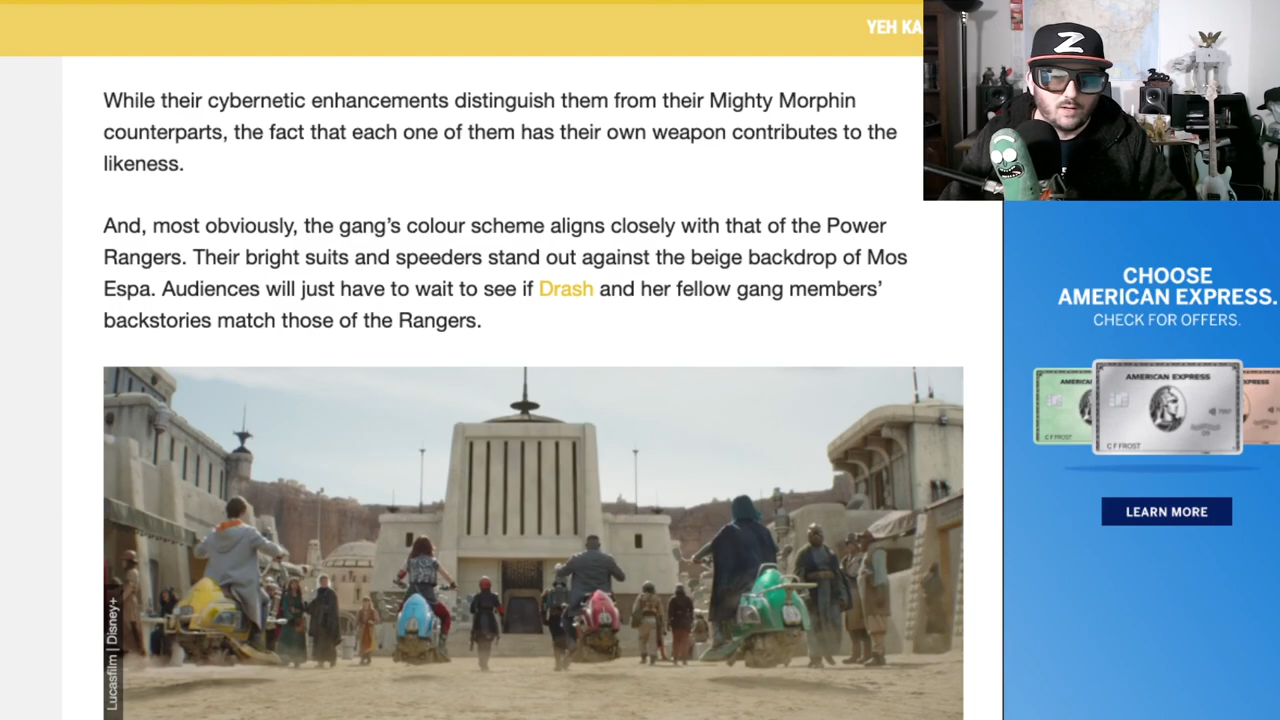 YEH KA
Z
While their cybernetic enhancements distinguish them from their Mighty Morphin
counterparts, the fact that each one of them has their own weapon contributes to the
likeness.
And, most obviously, the gang’s colour scheme aligns closely with that of the Power
Rangers. Their bright suits and speeders stand out against the beige backdrop of Mos
Espa. Audiences will just have to wait to see if Drash and her fellow gang members’
backstories match those of the Rangers.
Lucasfilm | Disney+
CHOOSE
AMERICAN EXPRESS.
CHECK FOR OFFERS.
AMERICAN EXPRESS
C F FROST
C F FROST
LEARN MORE